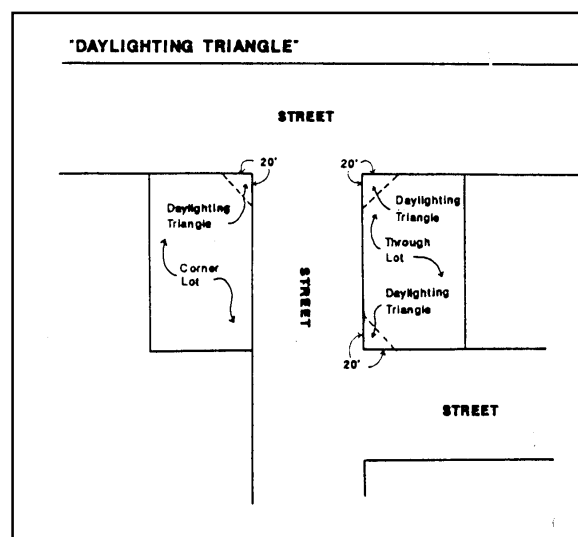 "DAYLIGHTING TRIANGLE"
STREET
20'
20'
Daylighting
Triangle
Daylighting
Triangle
Corner
Lot
Through
Lot
STREET
Daylighting
Triangle
20'
STREET